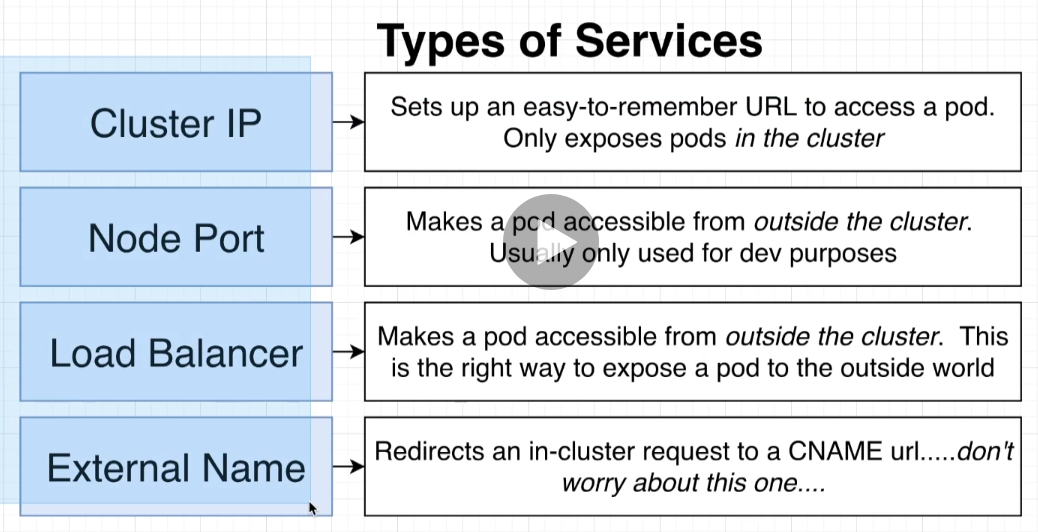 Types of Services
Cluster IP
Sets up an easy-to-remember URL to access a pod.
Only exposes pods in the cluster
Node Port
Makes a pod accessible from outside the cluster.
Usually only used for dev purposes
Load Balancer
Makes a pod accessible from outside the cluster.  This
is the right way to expose a pod to the outside world
External Name
Redirects an in-cluster request to a CNAME url.....don't
worry about this one....